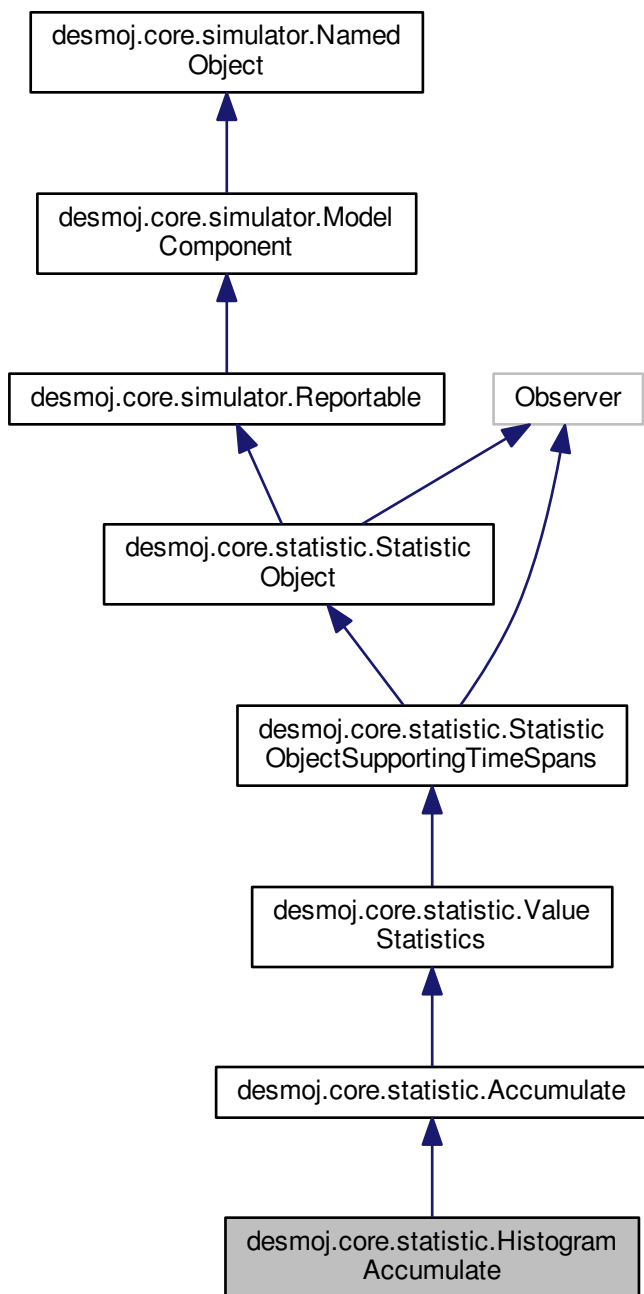 desmoj.core.simulator.Named
Object
desmoj.core.simulator.Model
Component
desmoj.core.simulator.Reportable
Observer
desmoj.core.statistic.Statistic
Object
desmoj.core.statistic.Statistic
ObjectSupportingTimeSpans
desmoj.core.statistic.Value
Statistics
desmoj.core.statistic.Accumulate
desmoj.core.statistic.Histogram
Accumulate